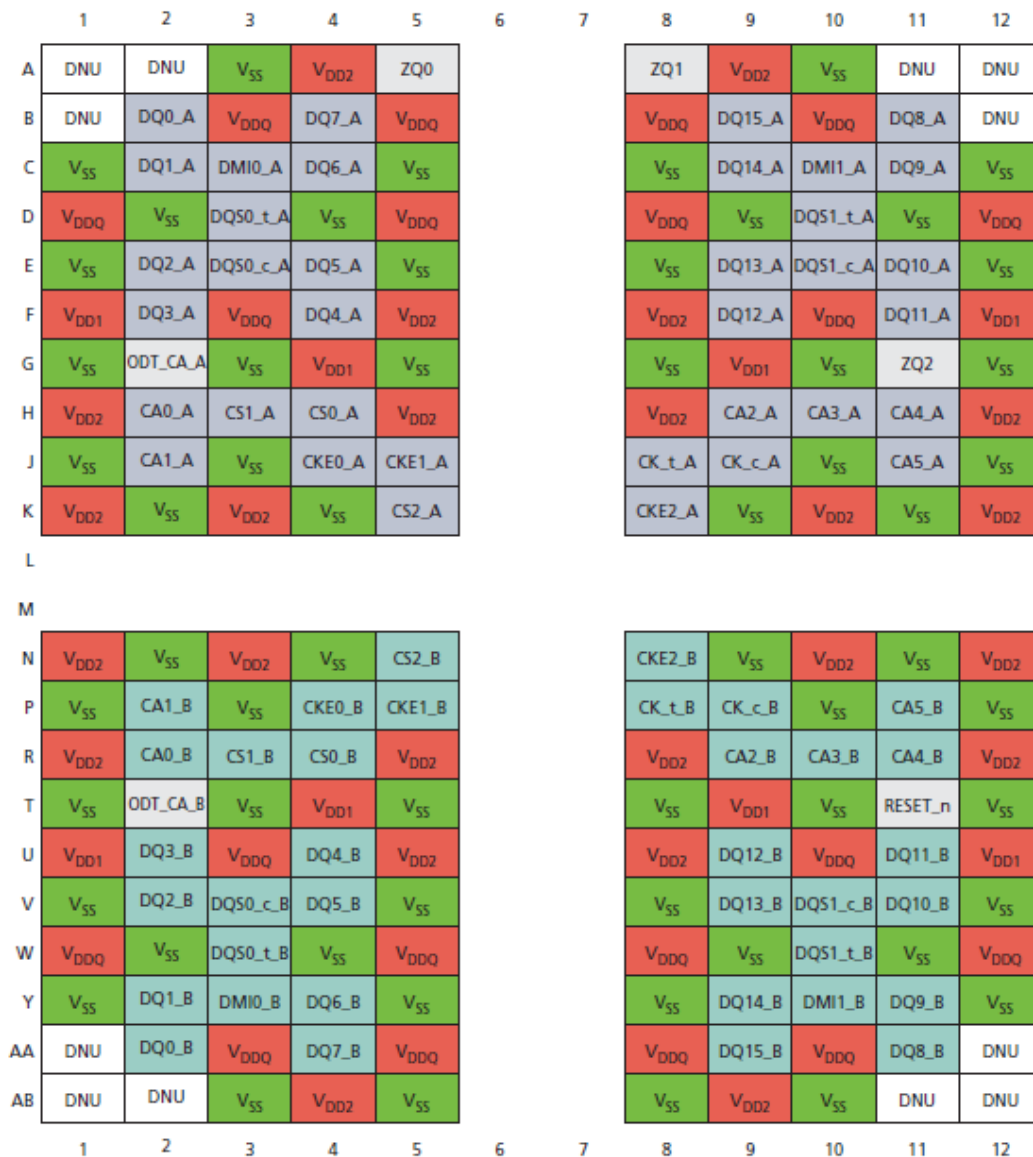 1 2 3 4 5 6 7 8 9 10 11 12
A DNU DNU VSS VDD2 ZQ0 ZQ1 VDD2 VSS DNU DNU
B DNU DQ0_A VDDQ DQ7_A VDDQ VDDQ DQ15_A VDDQ DQ8_A DNU
C VSS DQ1_A DMI0_A DQ6_A VSS VSS DQ14_A DMI1_A DQ9_A VSS
D VDDQ VSS DQS0_t_A VSS VDDQ VDDQ VSS DQS1_t_A VSS VDDQ
E VSS DQ2_A DQS0_c_A DQ5_A VSS VSS DQ13_A DQS1_c_A DQ10_A VSS
F VDD1 DQ3_A VDDQ DQ4_A VDD2 VDD2 DQ12_A VDDQ DQ11_A VDD1
G VSS ODT_CA_A VSS VDD1 VSS VSS VDD1 VSS ZQ2 VSS
H VDD2 CA0_A CS1_A CS0_A VDD2 VDD2 CA2_A CA3_A CA4_A VDD2
J VSS CA1_A VSS CKE0_A CKE1_A CK_t_A CK_c_A VSS CA5_A VSS
K VDD2 VSS VDD2 VSS CS2_A CKE2_A VSS VDD2 VSS VDD2
L
M
N VDD2 VSS VDD2 VSS CS2_B CKE2_B VSS VDD2 VSS VDD2
P VSS CA1_B VSS CKE0_B CKE1_B CK_t_B CK_c_B VSS CA5_B VSS
R VDD2 CA0_B CS1_B CS0_B VDD2 VDD2 CA2_B CA3_B CA4_B VDD2
T VSS ODT_CA_B VSS VDD1 VSS VSS VDD1 VSS RESET_n VSS
U VDD1 DQ3_B VDDQ DQ4_B VDD2 VDD2 DQ12_B VDDQ DQ11_B VDD1
V VSS DQ2_B DQS0_c_B DQ5_B VSS VSS DQ13_B DQS1_c_B DQ10_B VSS
W VDDQ VSS DQS0_t_B VSS VDDQ VDDQ VSS DQS1_t_B VSS VDDQ
Y VSS DQ1_B DMI0_B DQ6_B VSS VSS DQ14_B DMI1_B DQ9_B VSS
AA DNU DQ0_B VDDQ DQ7_B VDDQ VDDQ DQ15_B VDDQ DQ8_B DNU
AB DNU DNU VSS VDD2 VSS VSS VDD2 VSS DNU DNU
1 2 3 4 5 6 7 8 9 10 11 12